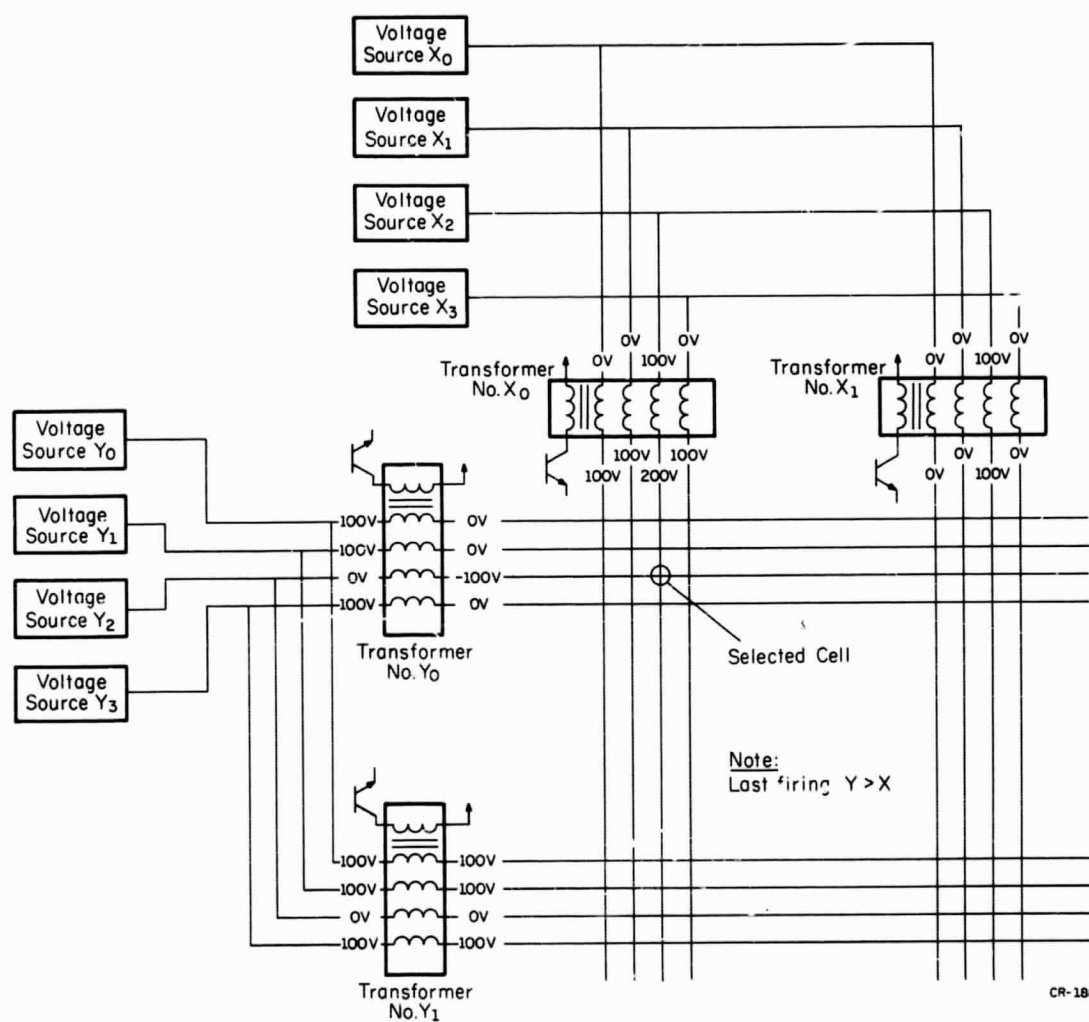 Voltage
Source X0
Voltage
Source X1
Voltage
Source X2
Voltage
Source X3
0V
0V
100V
0V
Transformer
No. X0
100V
100V
200V
100V
0V
0V
100V
0V
Transformer
No. X1
0V
0V
100V
0V
Voltage
Source Y0
Voltage
Source Y1
Voltage
Source Y2
Voltage
Source Y3
100V 0V
100V 0V
0V -100V
100V 0V
Transformer
No. Y0
Selected Cell
Note:
Last firing Y > X
100V 100V
100V 100V
0V 0V
100V 100V
Transformer
No. Y1
CR-18